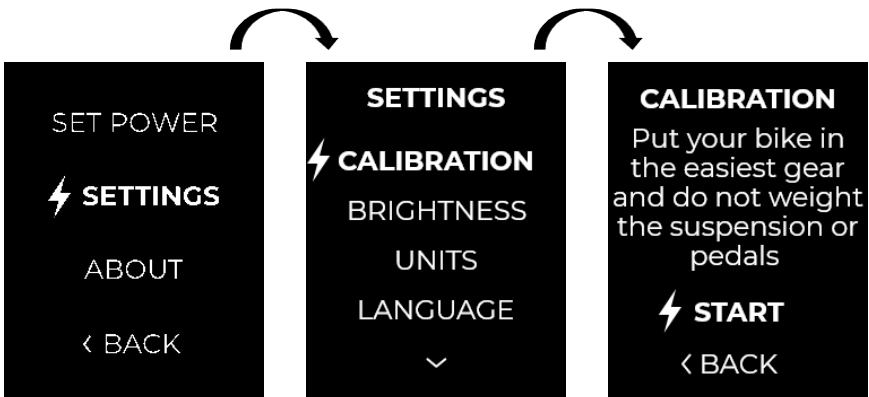 SET POWER
SETTINGS
ABOUT
‹ BACK
SETTINGS
CALIBRATION
BRIGHTNESS
UNITS
LANGUAGE
CALIBRATION
Put your bike in
the easiest gear
and do not weight
the suspension or
pedals
START
‹ BACK